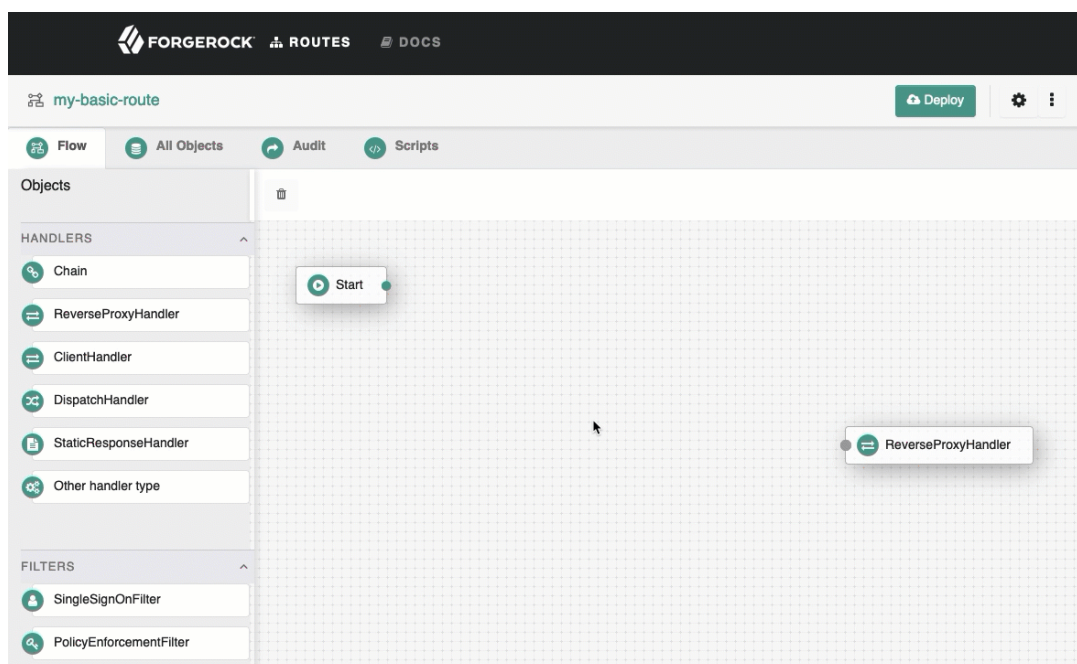 FORGEROCK ROUTES DOCS
my-basic-route Deploy
Flow All Objects Audit Scripts
Objects
HANDLERS
Chain
ReverseProxyHandler
ClientHandler
DispatchHandler
StaticResponseHandler
Other handler type
FILTERS
SingleSignOnFilter
PolicyEnforcementFilter
Start
ReverseProxyHandler